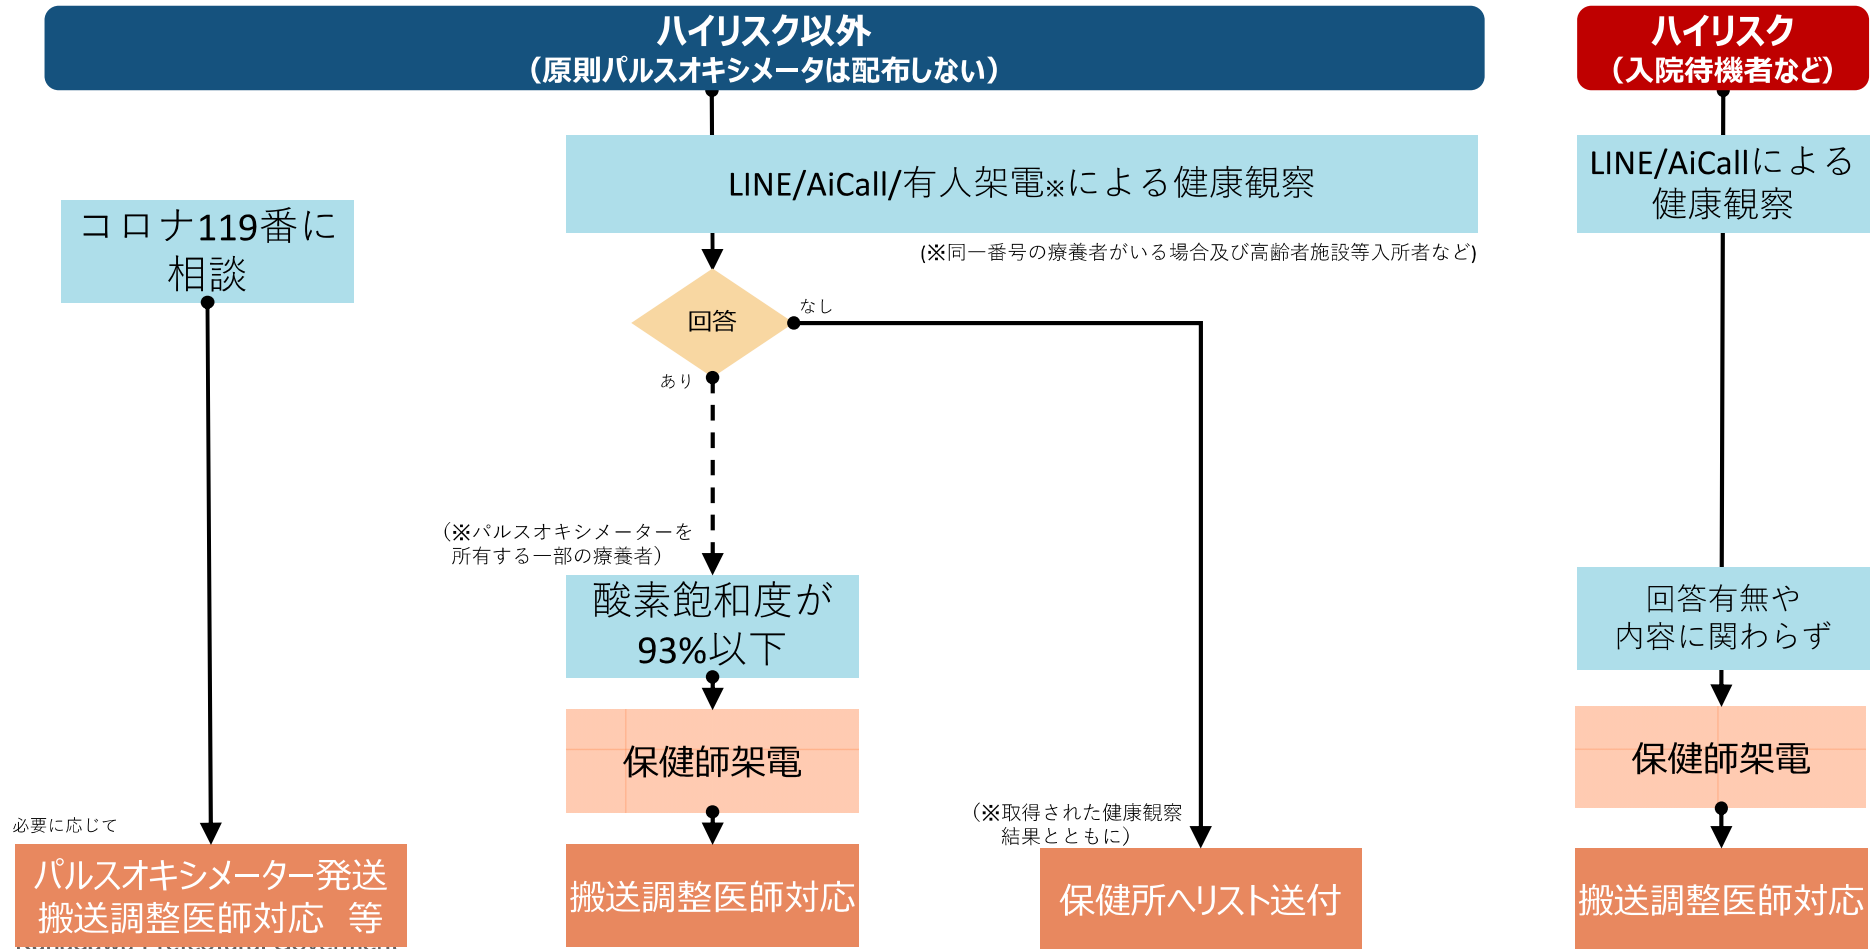 ハイリスク以外
（原則パルスオキシメータは配布しない）
ハイリスク
（入院待機者など）
LINE/AiCall/有人架電※による健康観察
(※同一番号の療養者がいる場合及び高齢者施設等入所者など)
LINE/AiCallによる
健康観察
コロナ119番に
相談
回答
なし
あり
（※パルスオキシメーターを
所有する一部の療養者）
酸素飽和度が
93%以下
回答有無や
内容に関わらず
保健師架電
保健師架電
必要に応じて
（※取得された健康観察
結果とともに）
パルスオキシメーター発送
搬送調整医師対応　等
搬送調整医師対応
保健所へリスト送付
搬送調整医師対応